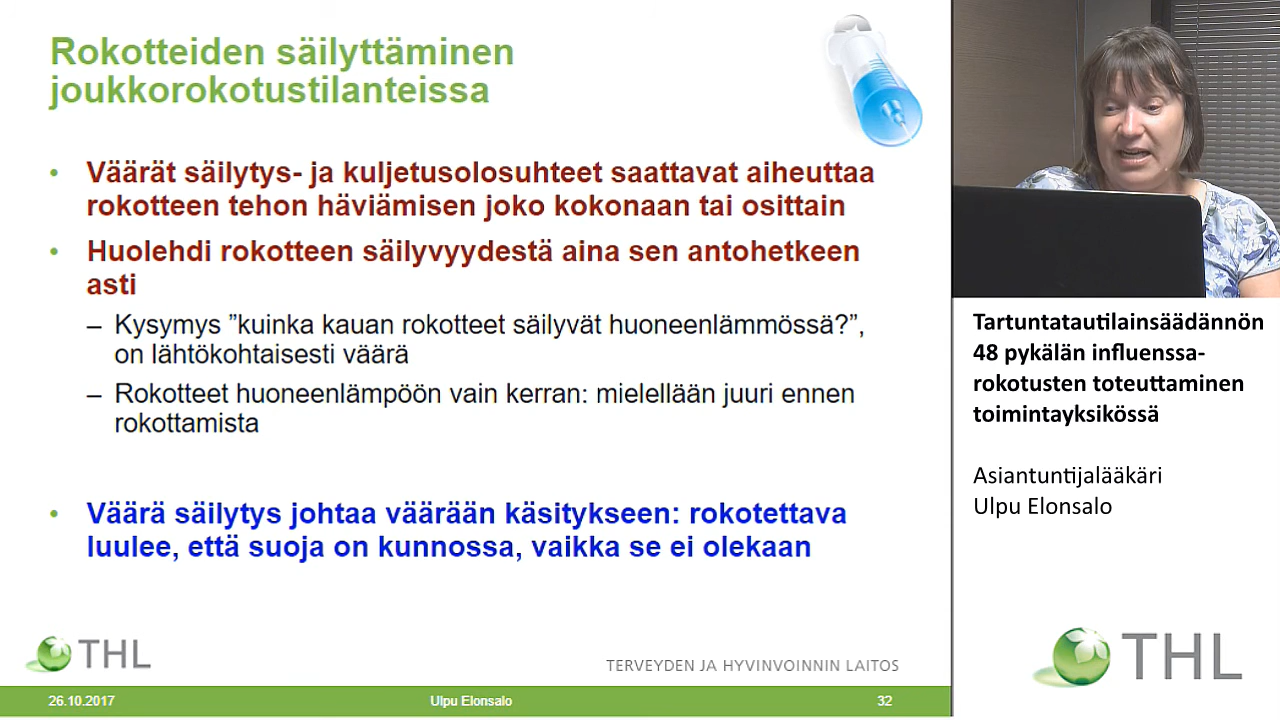 Rokotteiden säilyttäminen
joukkorokotustilanteissa
• Väärät säilytys- ja kuljetusolosuhteet saattavat aiheuttaa
rokotteen tehon häviämisen joko kokonaan tai osittain
• Huolehdi rokotteen säilyvyydestä aina sen antohetkeen
asti
– Kysymys ”kuinka kauan rokotteet säilyvät huoneenlämmössä?”,
on lähtökohtaisesti väärä
– Rokotteet huoneenlämpöön vain kerran: mielellään juuri ennen
rokottamista
• Väärä säilytys johtaa väärään käsitykseen: rokotettava
luulee, että suoja on kunnossa, vaikka se ei olekaan
THL
TERVEYDEN JA HYVINVOINNIN LAITOS
26.10.2017 Ulpu Elonsalo 32
Tartuntatautilainsäädännön
48 pykälän influenssa-
rokotusten toteuttaminen
toimintayksikössä
Asiantuntijalääkäri
Ulpu Elonsalo
THL